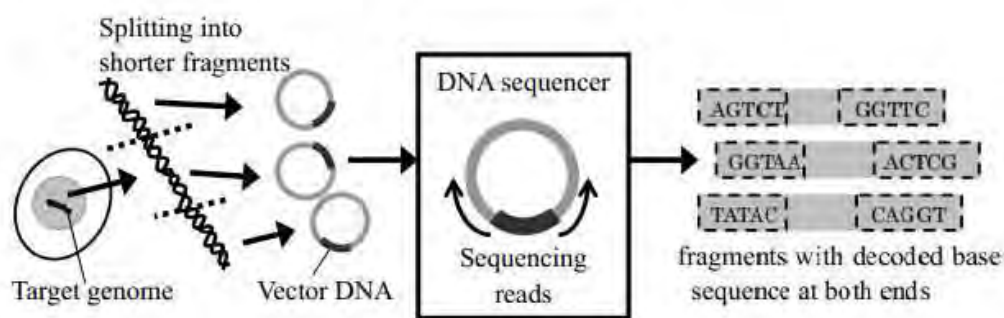 Splitting into
shorter fragments
Target genome
Vector DNA
DNA sequencer
Sequencing
reads
AGTCT GGTTC
GGTAA ACTCG
TATAC CAGGT
fragments with decoded base
sequence at both ends